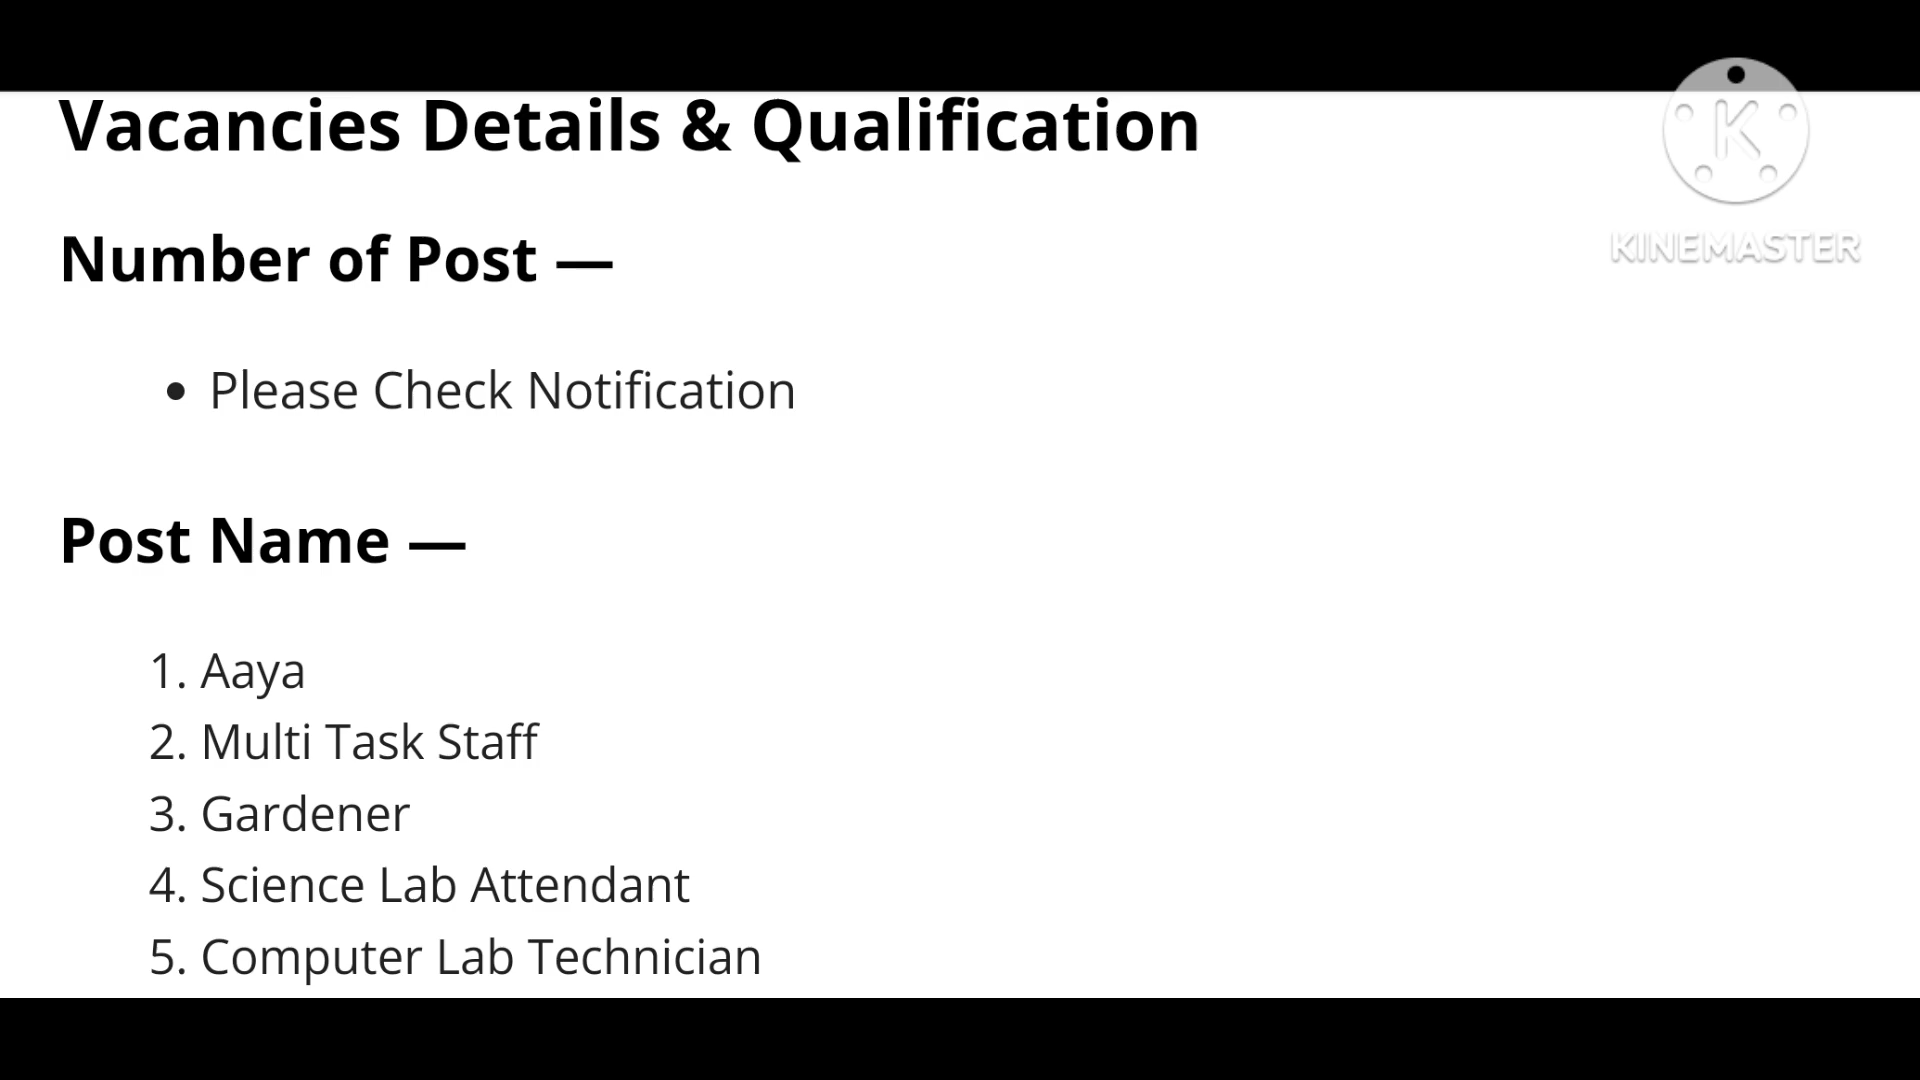 Vacancies Details & Qualification
K
KINEMASTER
Number of Post —
• Please Check Notification
Post Name —
1. Aaya
2. Multi Task Staff
3. Gardener
4. Science Lab Attendant
5. Computer Lab Technician